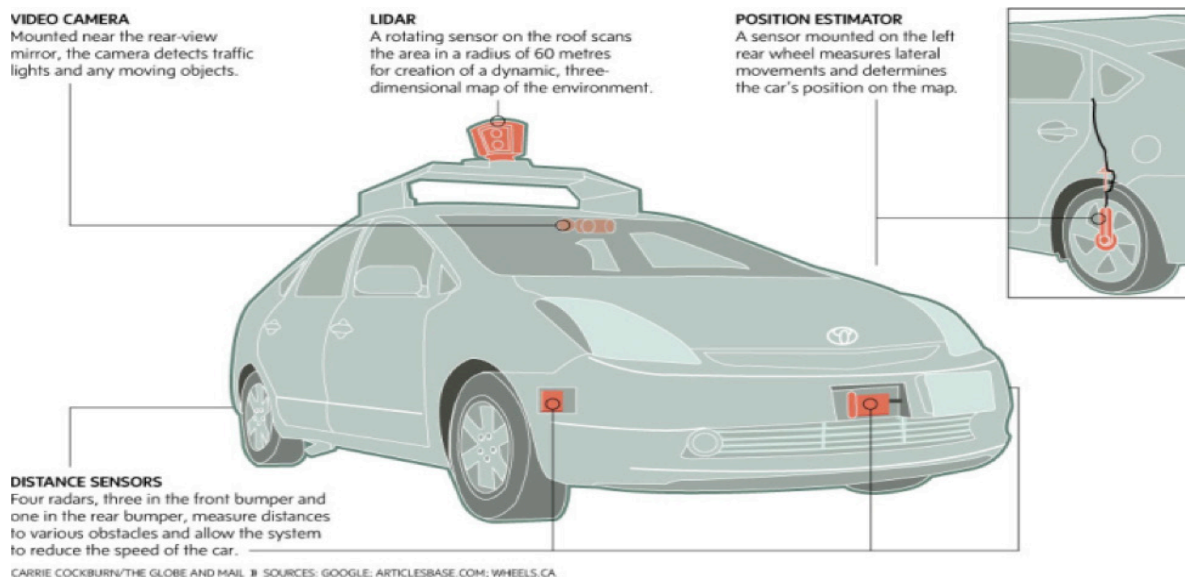 VIDEO CAMERA
Mounted near the rear-view
mirror, the camera detects traffic
lights and any moving objects.
LIDAR
A rotating sensor on the roof scans
the area in a radius of 60 metres
for creation of a dynamic, three-
dimensional map of the environment.
POSITION ESTIMATOR
A sensor mounted on the left
rear wheel measures lateral
movements and determines
the car's position on the map.
DISTANCE SENSORS
Four radars, three in the front bumper and
one in the rear bumper, measure distances
to various obstacles and allow the system
to reduce the speed of the car.
CARRIE COCKBURN/THE GLOBE AND MAIL )) SOURCES: GOOGLE; ARTICLESBASE.COM; WHEELS.CA